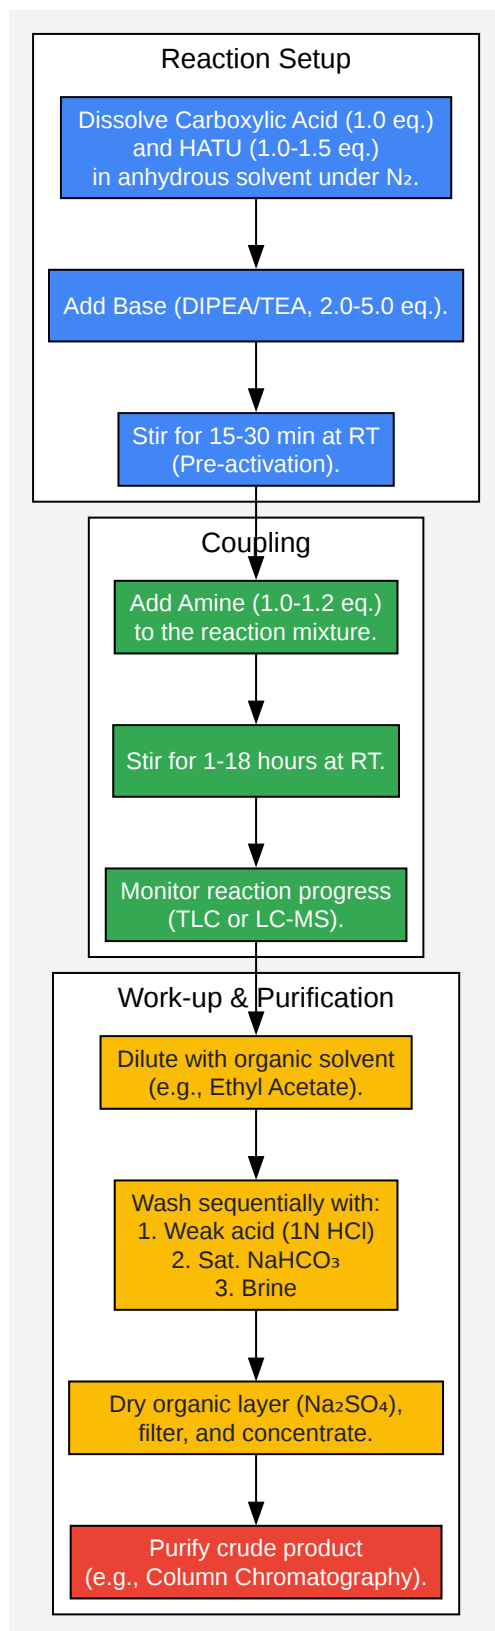 Reaction Setup
Dissolve Carboxylic Acid (1.0 eq.)
and HATU (1.0-1.5 eq.)
in anhydrous solvent under N₂.
Add Base (DIPEA/TEA, 2.0-5.0 eq.).
Stir for 15-30 min at RT
(Pre-activation).
Coupling
Add Amine (1.0-1.2 eq.)
to the reaction mixture.
Stir for 1-18 hours at RT.
Monitor reaction progress
(TLC or LC-MS).
Work-up & Purification
Dilute with organic solvent
(e.g., Ethyl Acetate).
Wash sequentially with:
1. Weak acid (1N HCl)
2. Sat. NaHCO₃
3. Brine
Dry organic layer (Na₂SO₄),
filter, and concentrate.
Purify crude product
(e.g., Column Chromatography).